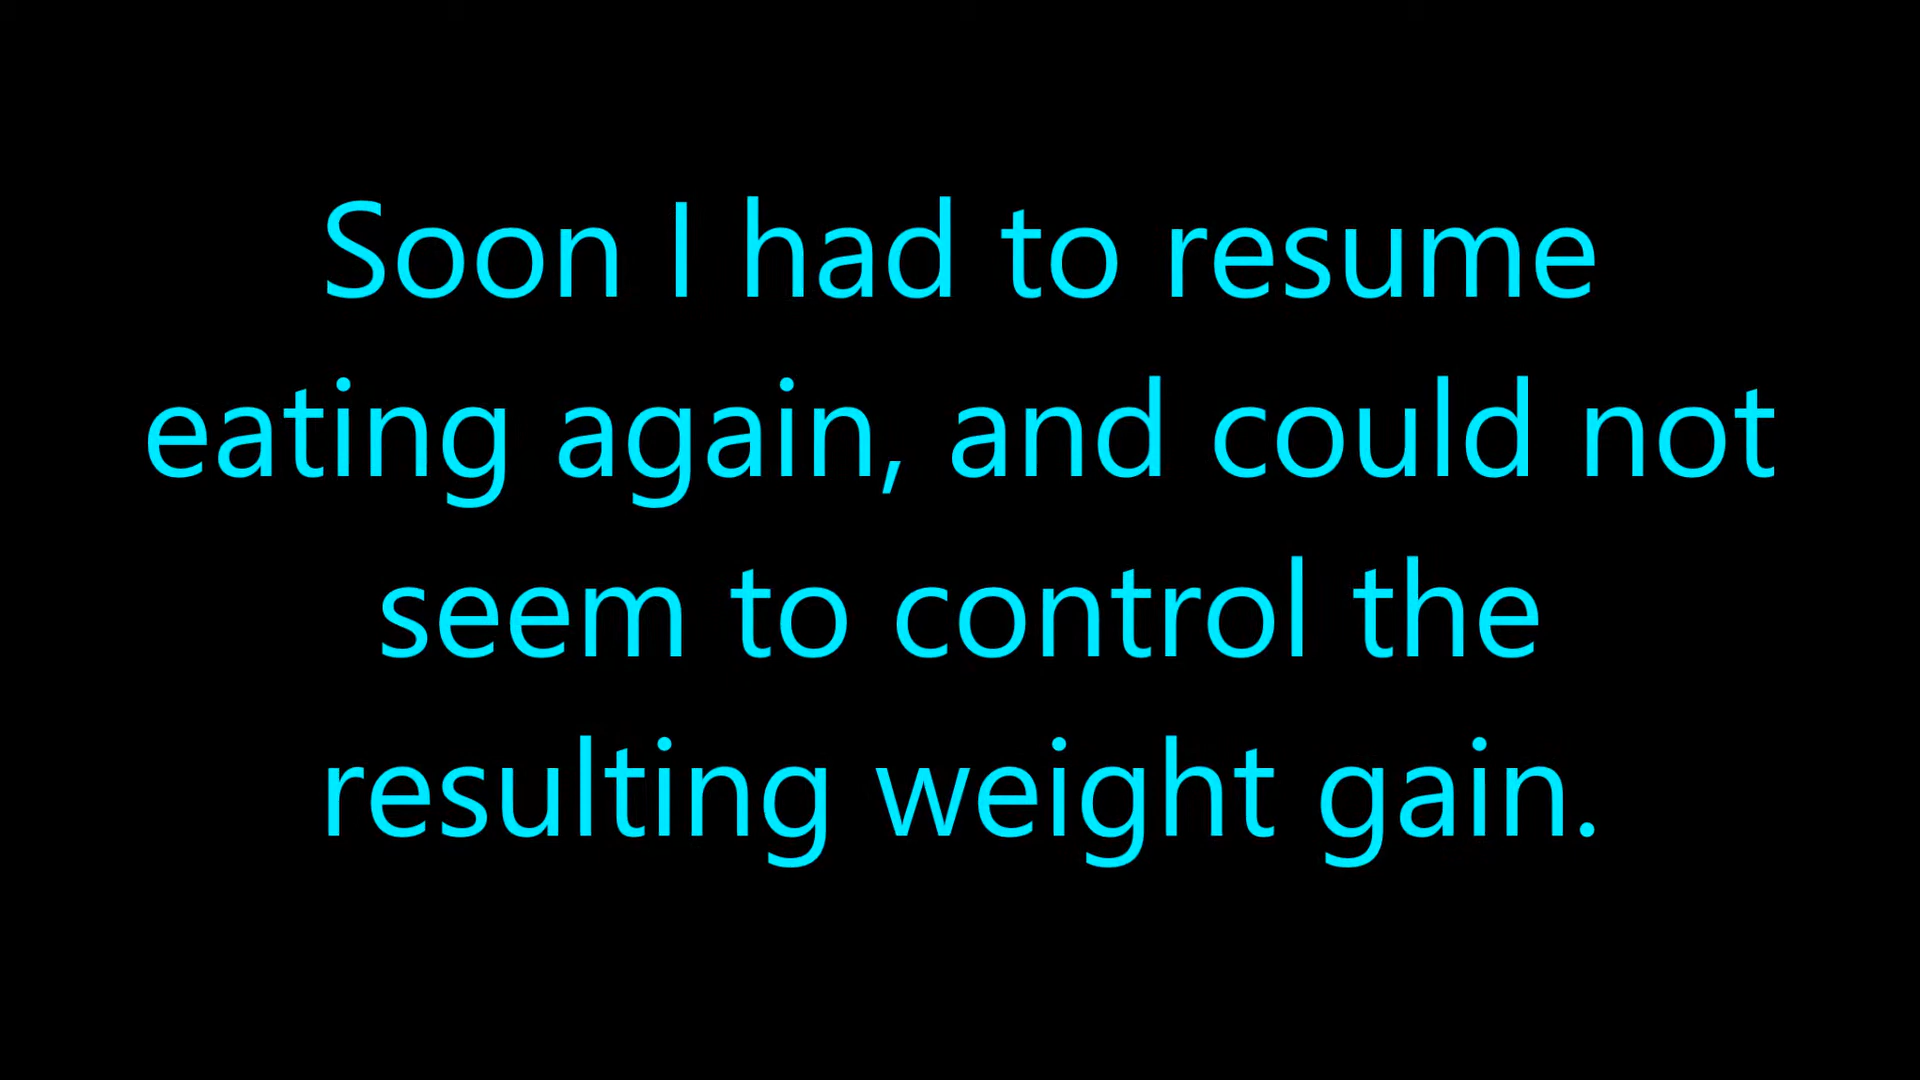 Soon I had to resume
eating again, and could not
seem to control the
resulting weight gain.